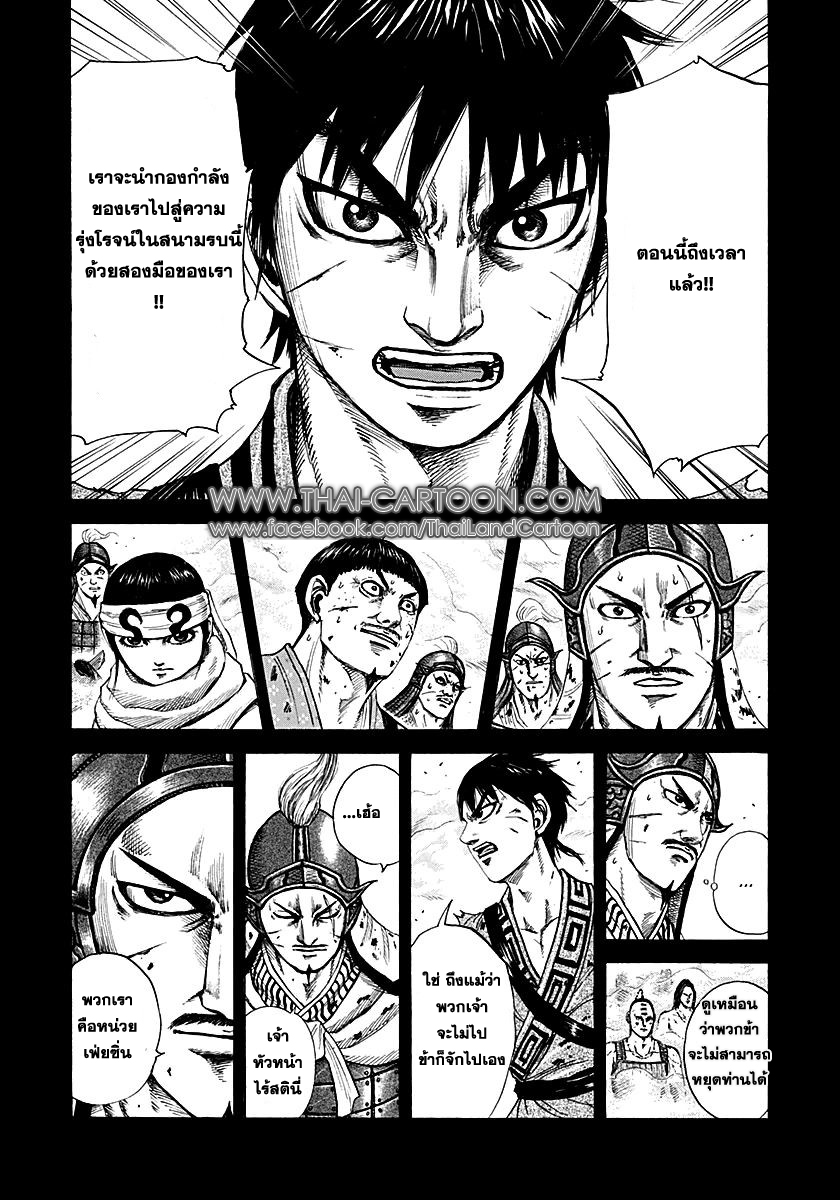 ตอนนี้ถึงเวลา
แล้ว!!
เราจะนำกองกำลัง
ของเราไปสู่ความ
รุ่งโรจน์ในสนามรบนี้
ด้วยสองมือของเรา
!!
WWW.THAI-CARTOON.COM
www.facebook.com/ThaiLandCartoon
...
ดูเหมือน
ว่าพวกข้า
จะไม่สามารถ
หยุดท่านได้
ใช่ ถึงแม้ว่า
พวกเจ้า
จะไม่ไป
ข้าก็จักไปเอง
...เฮ้อ
เจ้า
หัวหน้า
ไร้สตินี่
พวกเรา
คือหน่วย
เฟยซิ่น